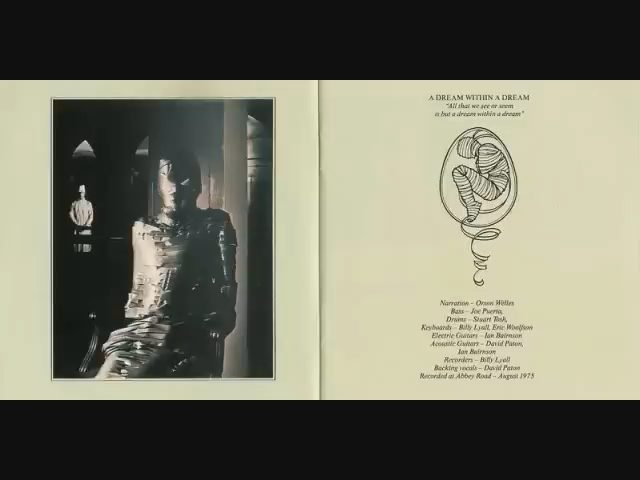 A DREAM WITHIN A DREAM
"All that we see or seem
is but a dream within a dream"
Narration – Orson Welles
Bass – Joe Puerta,
Drums – Stuart Tosh,
Keyboards – Billy Lyall, Eric Woolfson
Electric Guitars – Ian Bairnson
Acoustic Guitars – David Paton,
Ian Bairnson
Recorders – Billy Lyall
Backing vocals – David Paton
Recorded at Abbey Road – August 1975